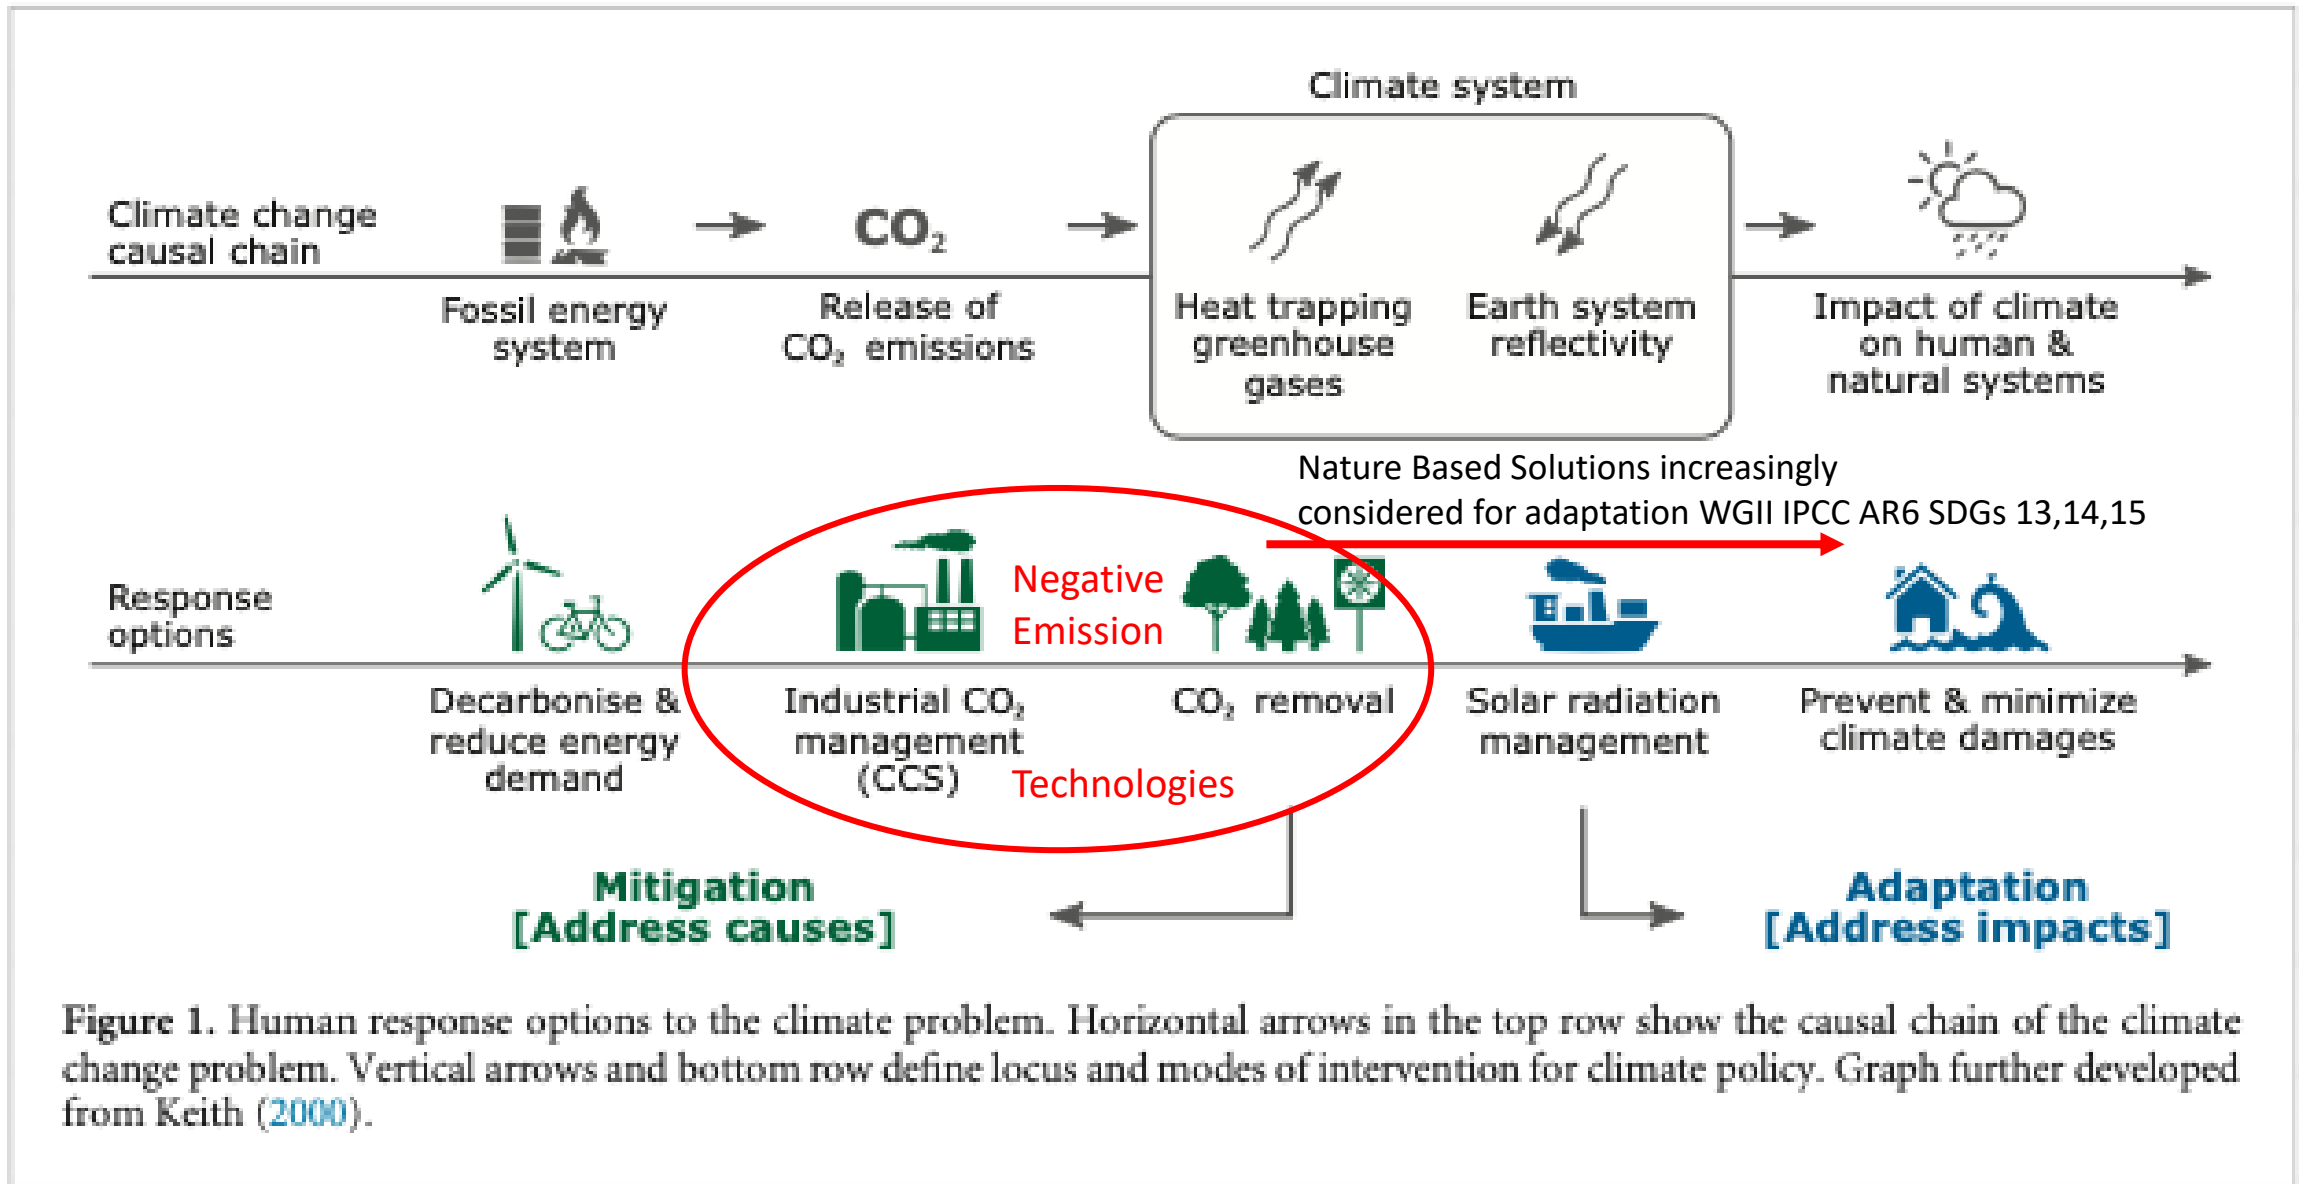 Climate system
Climate change
causal chain
CO₂
Fossil energy
system
Release of
CO₂ emissions
Heat trapping
greenhouse
gases
Earth system
reflectivity
Impact of climate
on human &
natural systems
Nature Based Solutions increasingly
considered for adaptation WGII IPCC AR6 SDGs 13,14,15
Response
options
Negative
Emission
Decarbonise &
reduce energy
demand
Industrial CO₂
management
(CCS)
Technologies
CO₂ removal
Solar radiation
management
Prevent & minimize
climate damages
Mitigation
[Address causes]
Adaptation
[Address impacts]
Figure 1. Human response options to the climate problem. Horizontal arrows in the top row show the causal chain of the climate
change problem. Vertical arrows and bottom row define locus and modes of intervention for climate policy. Graph further developed
from Keith (2000).